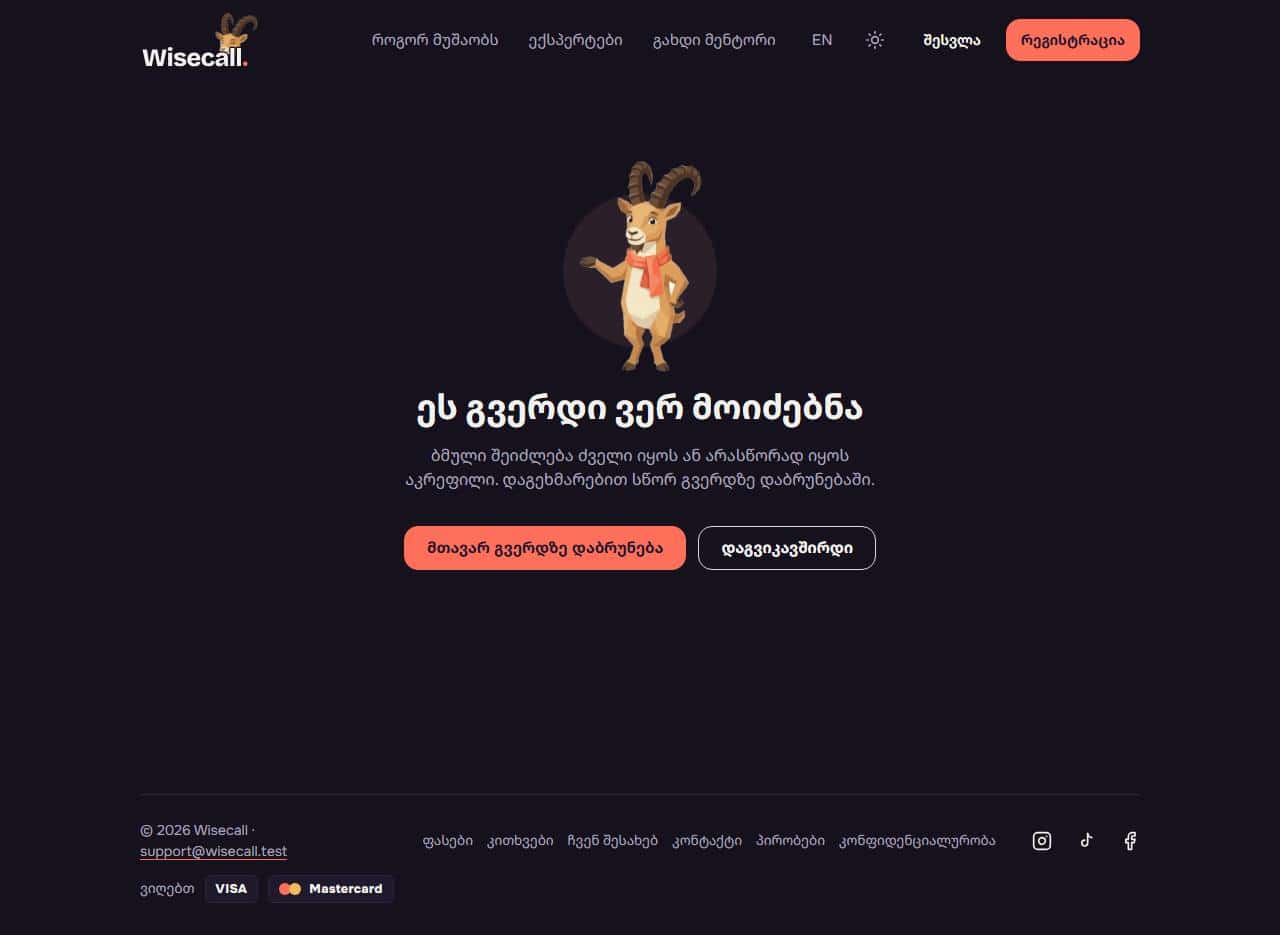 Wisecall.
როგორ მუშაობს
ექსპერტები
გახდი მენტორი
EN
შესვლა
რეგისტრაცია
ეს გვერდი ვერ მოიძებნა
ბმული შეიძლება ძველი იყოს ან არასწორად იყოს
აკრეფილი. დაგეხმარებით სწორ გვერდზე დაბრუნებაში.
მთავარ გვერდზე დაბრუნება
დაგვიკავშირდი
© 2026 Wisecall ·
support@wisecall.test
ფასები
კითხვები
ჩვენ შესახებ
კონტაქტი
პირობები
კონფიდენციალურობა
ვიღებთ
VISA
Mastercard